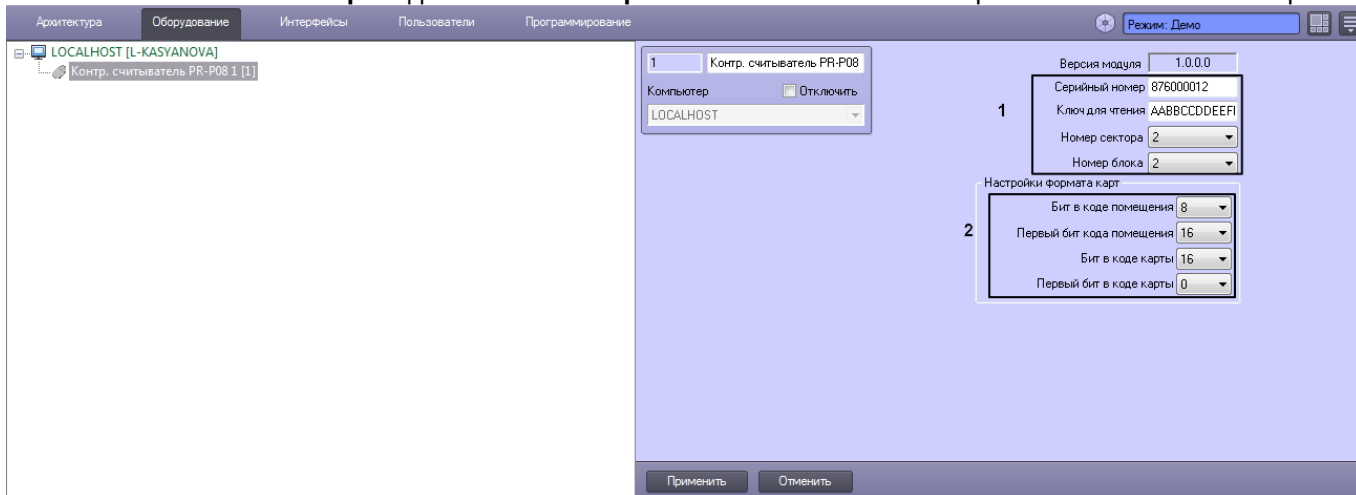 Архитектура Оборудование Интерфейсы Пользователи Программирование Режим: Демо
LOCALHOST [L-KASYANOVA]
Контр. считыватель PR-P08 1 [1]
1 Контр. считыватель PR-P08
Компьютер Отключить
LOCALHOST
Версия модуля 1.0.0.0
1
Серийный номер 876000012
Ключ для чтения AABBCCDDEEFI
Номер сектора 2
Номер блока 2
Настройки формата карт
2
Бит в коде помещения 8
Первый бит кода помещения 16
Бит в коде карты 16
Первый бит в коде карты 0
Применить Отменить